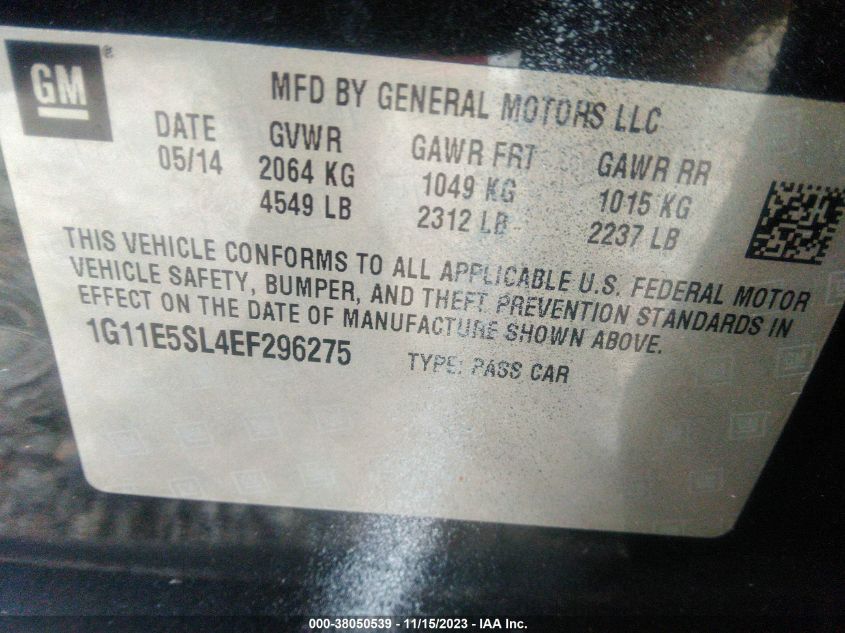 GM®
MFD BY GENERAL MOTORS LLC
DATE GVWR GAWR FRT GAWR RR
05/14 2064 KG 1049 KG 1015 KG
4549 LB 2312 LB 2237 LB
THIS VEHICLE CONFORMS TO ALL APPLICABLE U.S. FEDERAL MOTOR
VEHICLE SAFETY, BUMPER, AND THEFT PREVENTION STANDARDS IN
EFFECT ON THE DATE OF MANUFACTURE SHOWN ABOVE.
1G11E5SL4EF296275 TYPE: PASS CAR
000-38050539 - 11/15/2023 - IAA Inc.